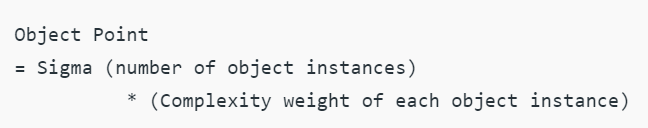 Object Point
= Sigma (number of object instances)
* (Complexity weight of each object instance)